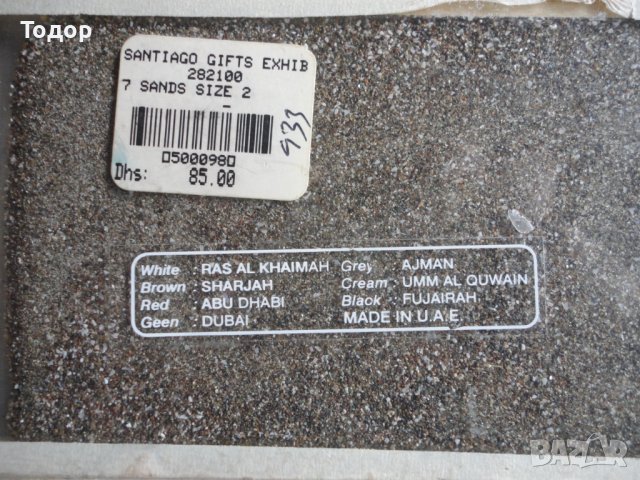 Тодор
SANTIAGO GIFTS EXHIB
282100
7 SANDS SIZE 2
933
500098
Dhs: 85.00
White : RAS AL KHAIMAH Grey : AJMAN
Brown : SHARJAH Cream : UMM AL QUWAIN
Red : ABU DHABI Black : FUJAIRAH
Geen : DUBAI MADE IN U.A.E.
BAZAR